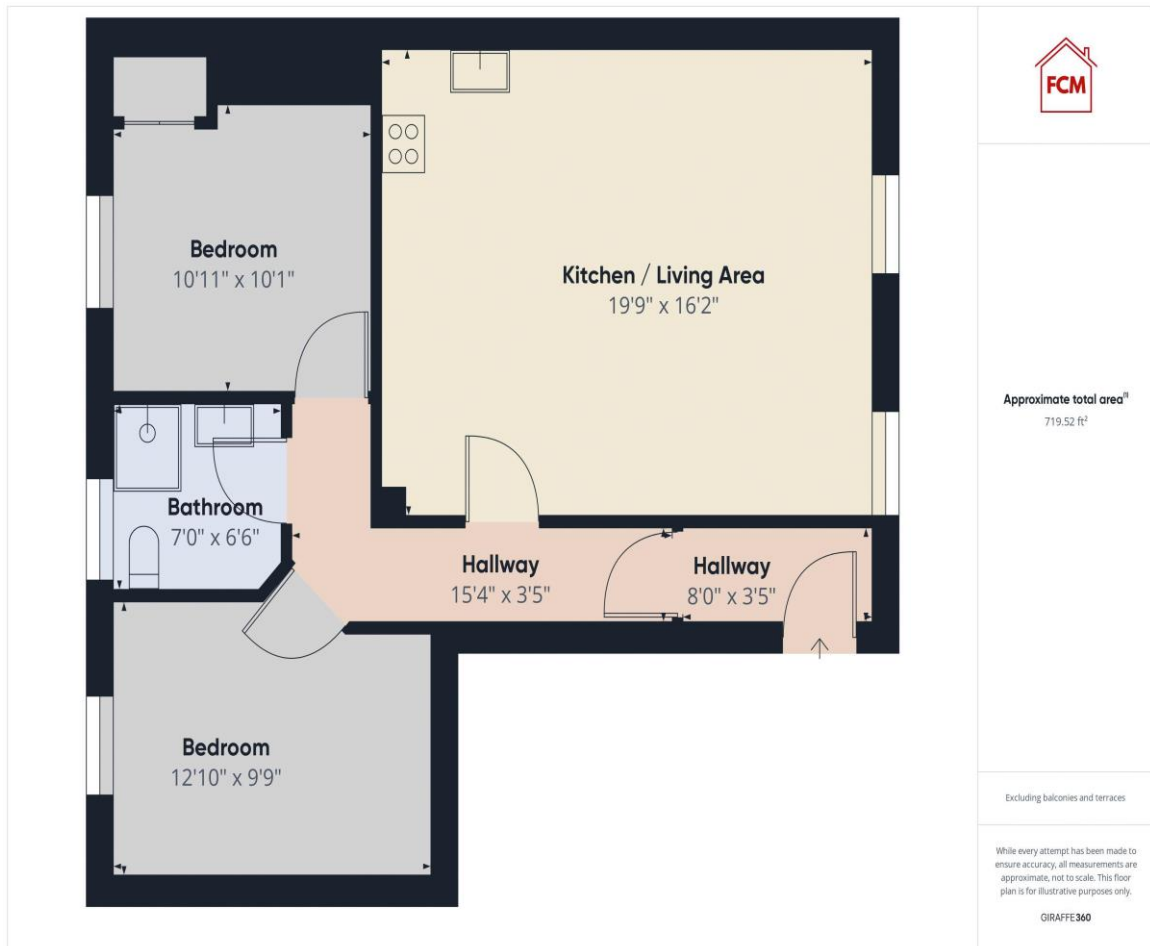 FCM
Bedroom
10'11" x 10'1"
Kitchen / Living Area
19'9" x 16'2"
Approximate total area⁽¹⁾
719.52 ft²
Bathroom
7'0" x 6'6"
Hallway
15'4" x 3'5"
Hallway
8'0" x 3'5"
Bedroom
12'10" x 9'9"
Excluding balconies and terraces
While every attempt has been made to
ensure accuracy, all measurements are
approximate, not to scale. This floor
plan is for illustrative purposes only.
GIRAFFE360